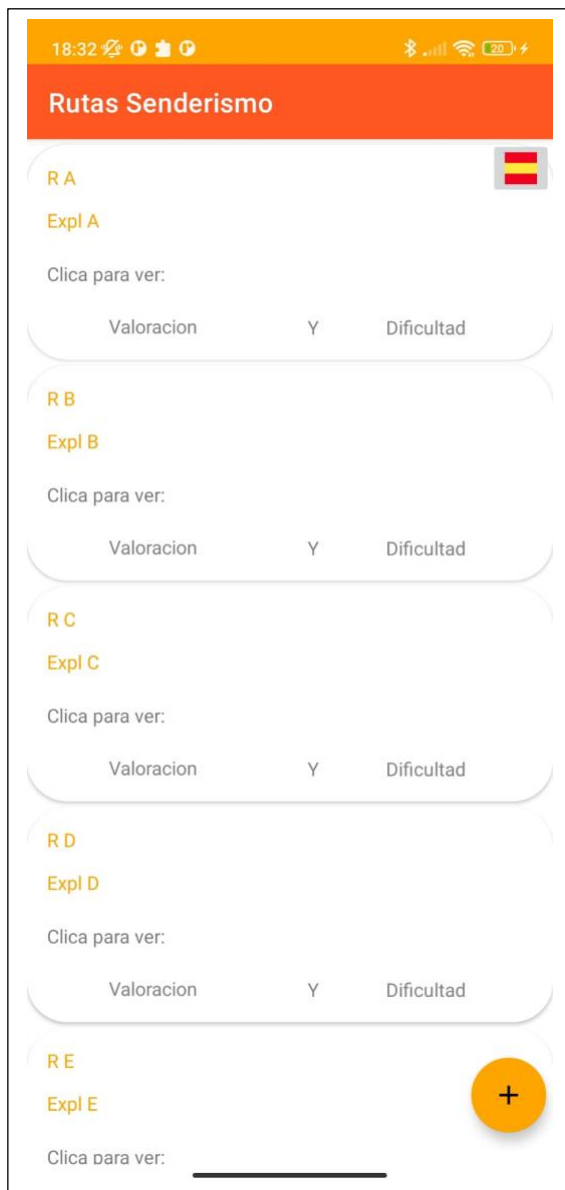 18:32
20
Rutas Senderismo
R A
Expl A
Clica para ver:
Valoracion Y Dificultad
R B
Expl B
Clica para ver:
Valoracion Y Dificultad
R C
Expl C
Clica para ver:
Valoracion Y Dificultad
R D
Expl D
Clica para ver:
Valoracion Y Dificultad
R E
Expl E
+
Clica para ver: